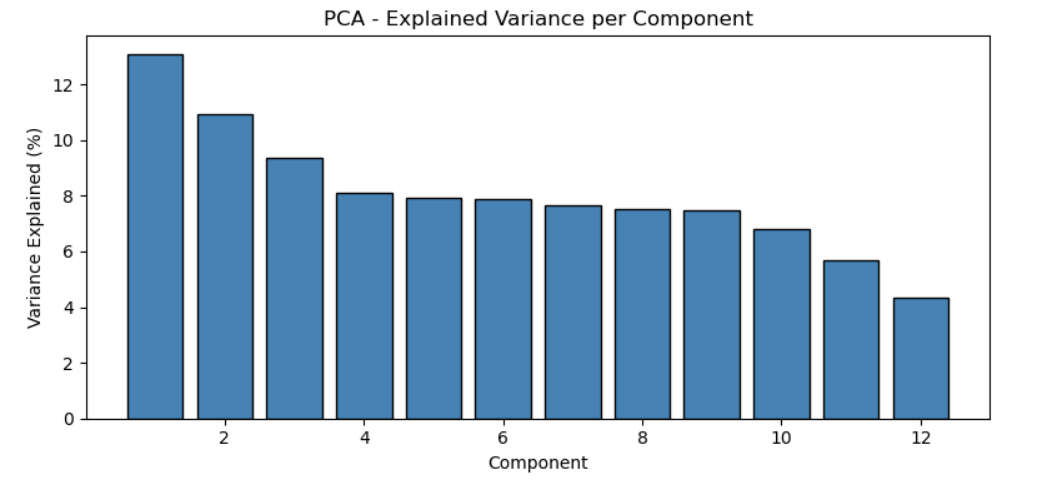 PCA - Explained Variance per Component
Variance Explained (%)
12
10
8
6
4
2
0
2 4 6 8 10 12
Component